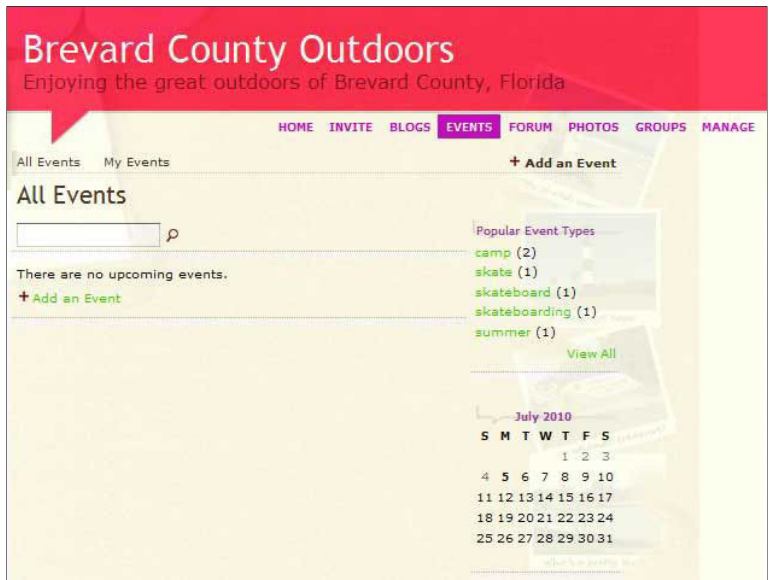 Brevard County Outdoors
Enjoying the great outdoors of Brevard County, Florida
HOME INVITE BLOGS EVENTS FORUM PHOTOS GROUPS MANAGE
All Events My Events + Add an Event
All Events
There are no upcoming events.
+ Add an Event
Popular Event Types
camp (2)
skate (1)
skateboard (1)
skateboarding (1)
summer (1)
View All
July 2010
S M T W T F S
1 2 3
4 5 6 7 8 9 10
11 12 13 14 15 16 17
18 19 20 21 22 23 24
25 26 27 28 29 30 31